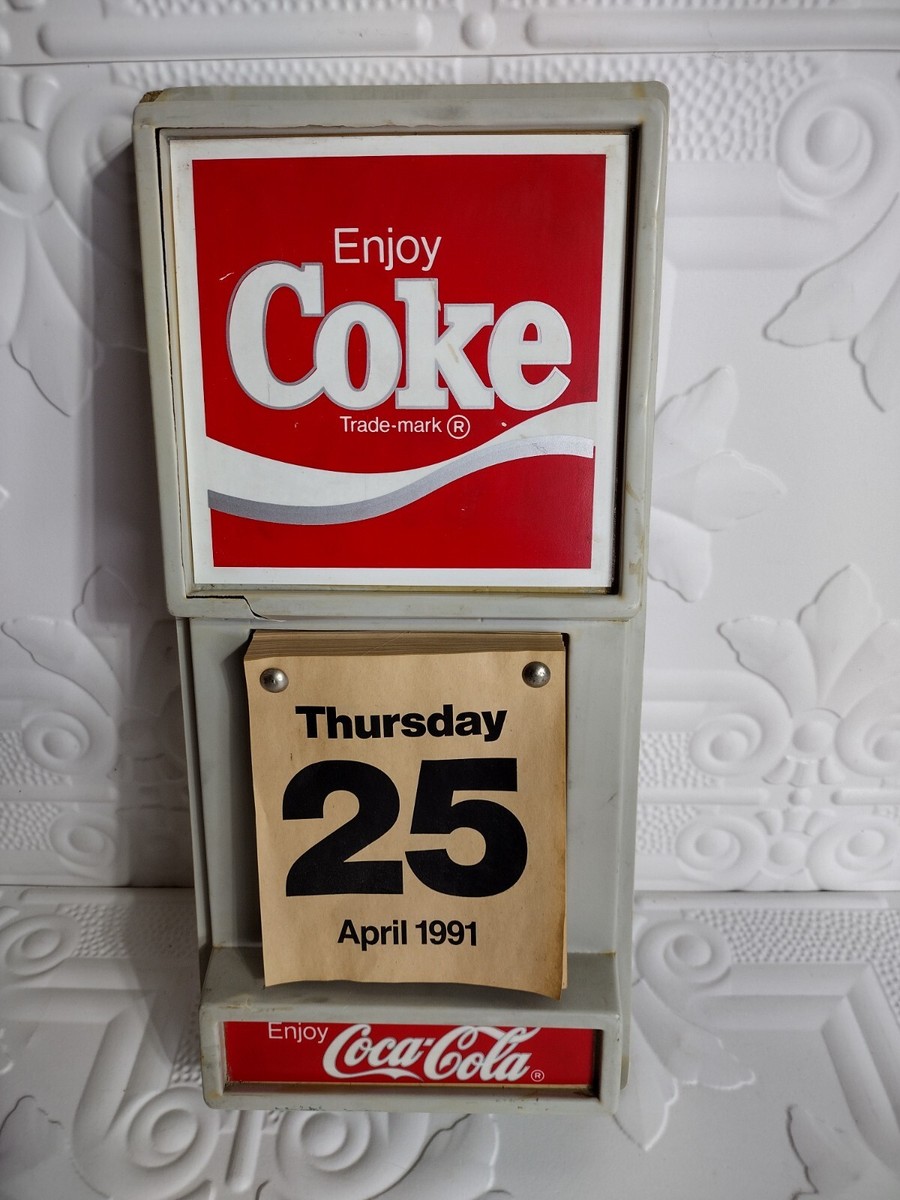 Enjoy
Coke
Trade-mark ®
Thursday
25
April 1991
Enjoy Coca-Cola ®